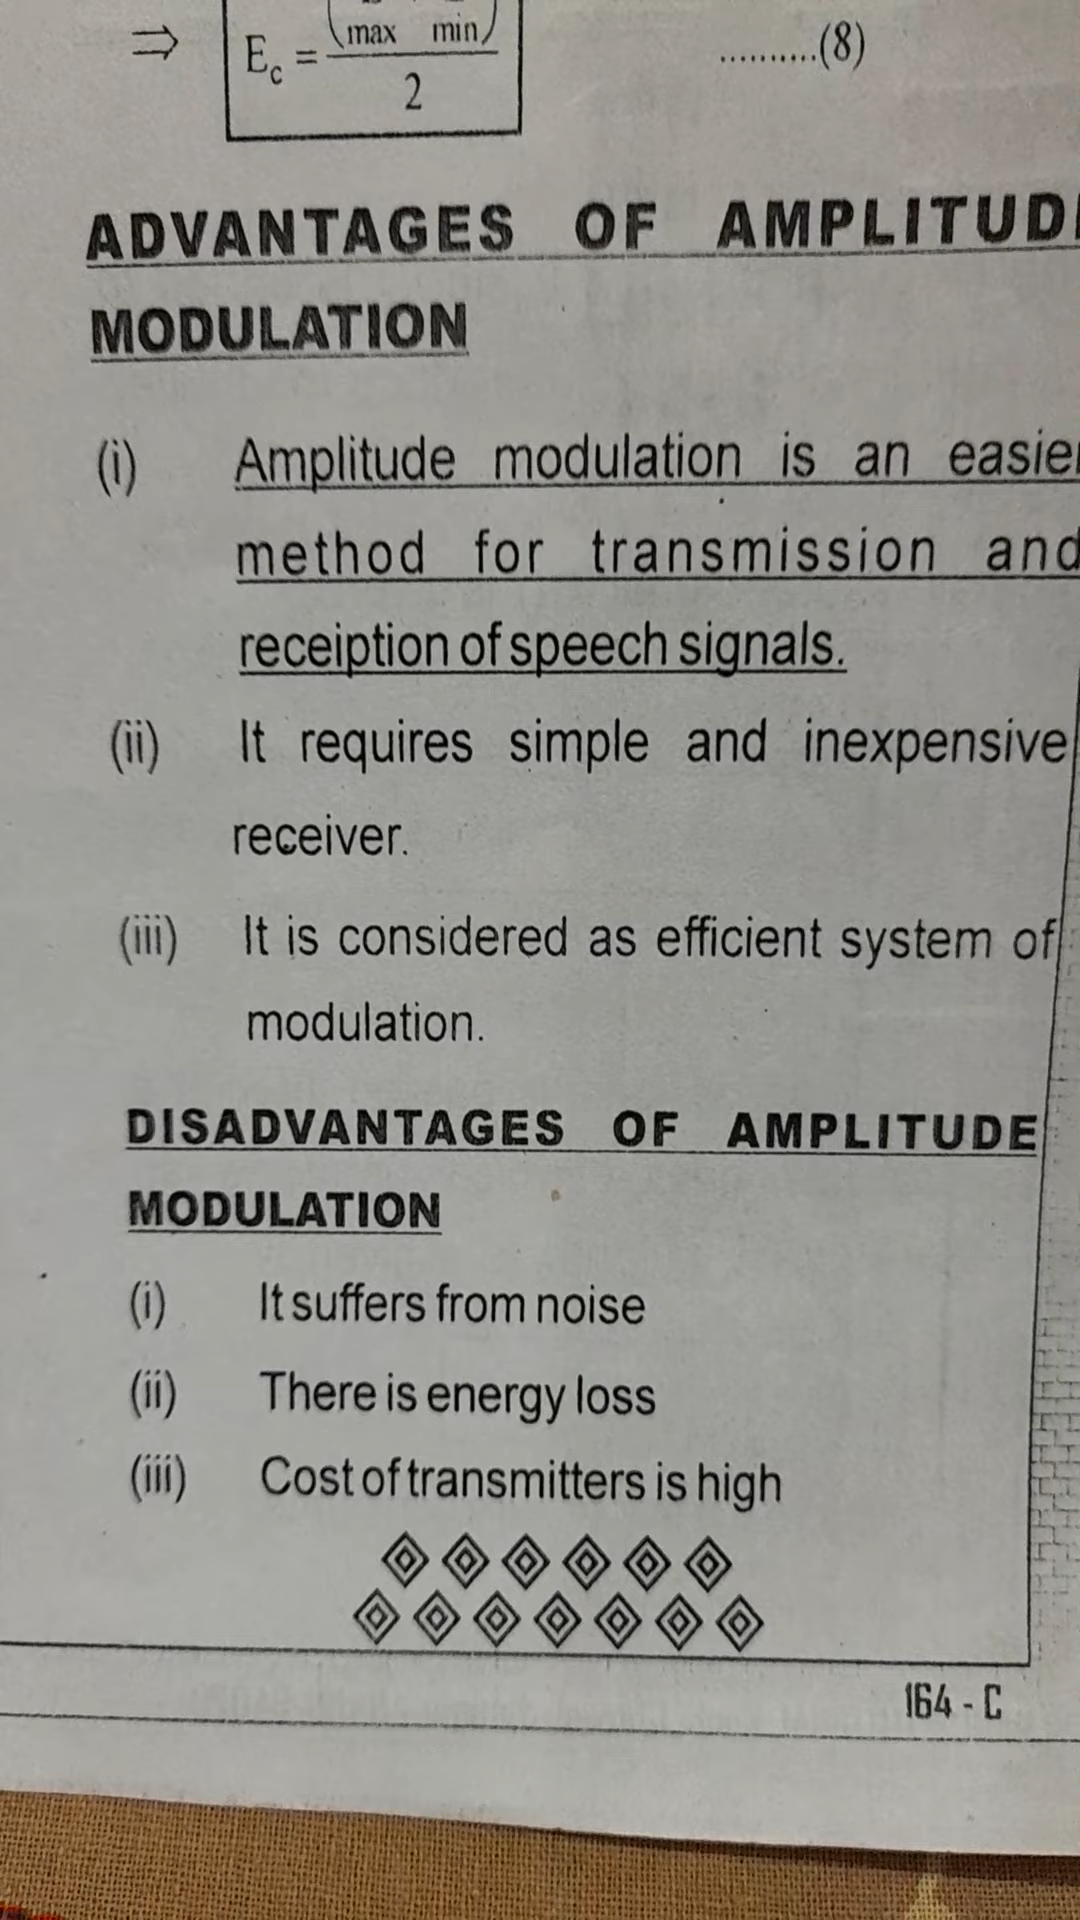 ⇒ E_c = (max min) / 2 ..........(8)
ADVANTAGES OF AMPLITUD
MODULATION
(i) Amplitude modulation is an easier
method for transmission and
receiption of speech signals.
(ii) It requires simple and inexpensive
receiver.
(iii) It is considered as efficient system of
modulation.
DISADVANTAGES OF AMPLITUDE
MODULATION
(i) It suffers from noise
(ii) There is energy loss
(iii) Cost of transmitters is high
164 - C